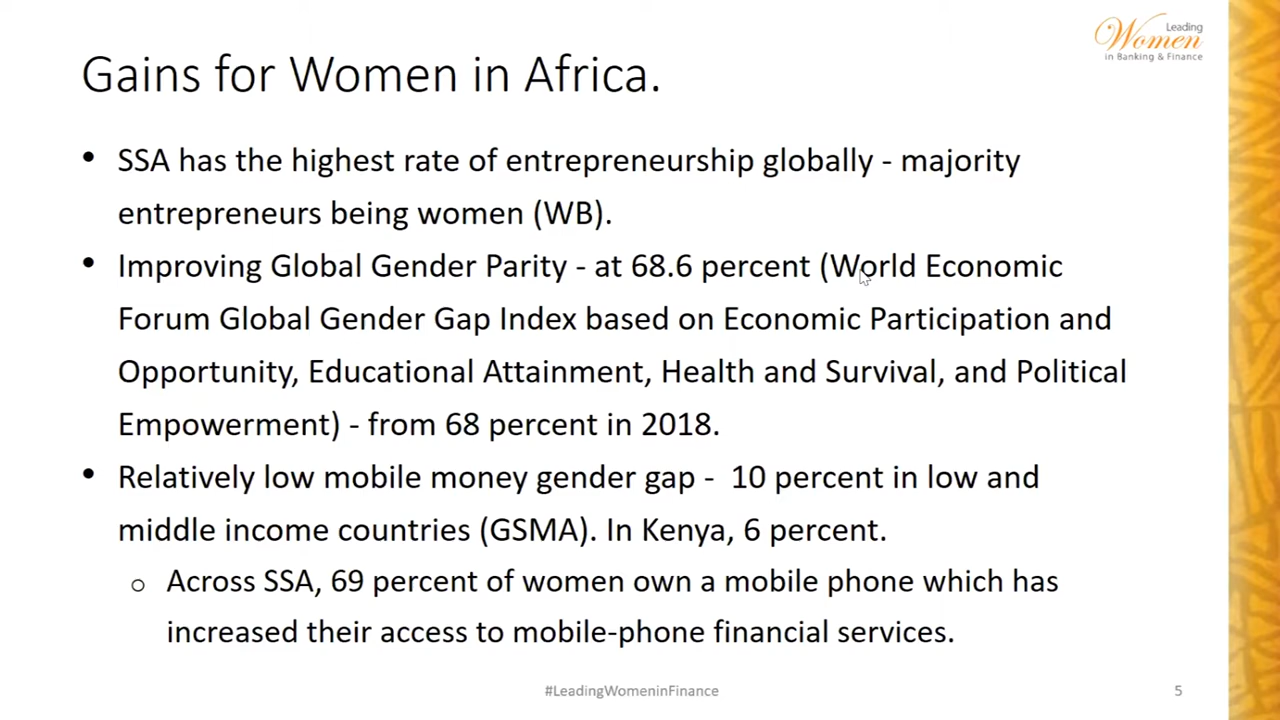 Leading
Women
in Banking & Finance
Gains for Women in Africa.
• SSA has the highest rate of entrepreneurship globally - majority
entrepreneurs being women (WB).
• Improving Global Gender Parity - at 68.6 percent (World Economic
Forum Global Gender Gap Index based on Economic Participation and
Opportunity, Educational Attainment, Health and Survival, and Political
Empowerment) - from 68 percent in 2018.
• Relatively low mobile money gender gap -  10 percent in low and
middle income countries (GSMA). In Kenya, 6 percent.
o Across SSA, 69 percent of women own a mobile phone which has
increased their access to mobile-phone financial services.
#LeadingWomeninFinance
5